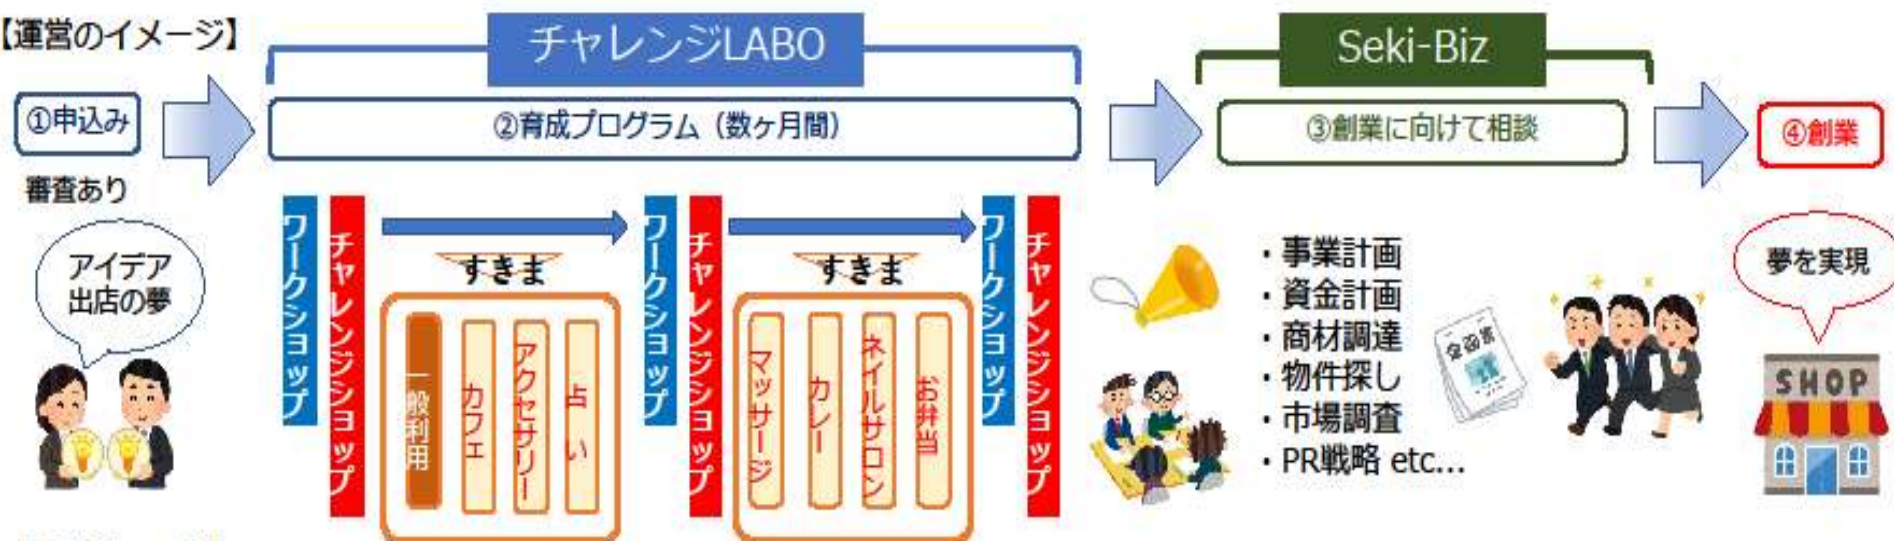 【運営のイメージ】
チャレンジLABO
Seki-Biz
①申込み
②育成プログラム（数ヶ月間）
③創業に向けて相談
④創業
審査あり
アイデア
出店の夢
ワークショップ
チャレンジショップ
すきま
一般利用
カフェ
アクセサリー
占い
ワークショップ
チャレンジショップ
すきま
マッサージ
カレー
ネイルサロン
お弁当
ワークショップ
チャレンジショップ
・事業計画
・資金計画
・商材調達
・物件探し
・市場調査
・PR戦略 etc...
企画書
夢を実現
SHOP